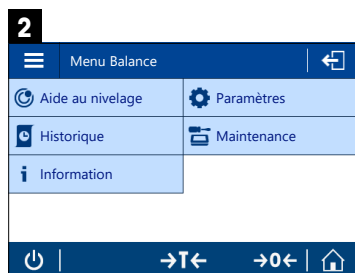 2
Menu Balance
Aide au nivelage
Paramètres
Historique
Maintenance
Information
→T←
→0←